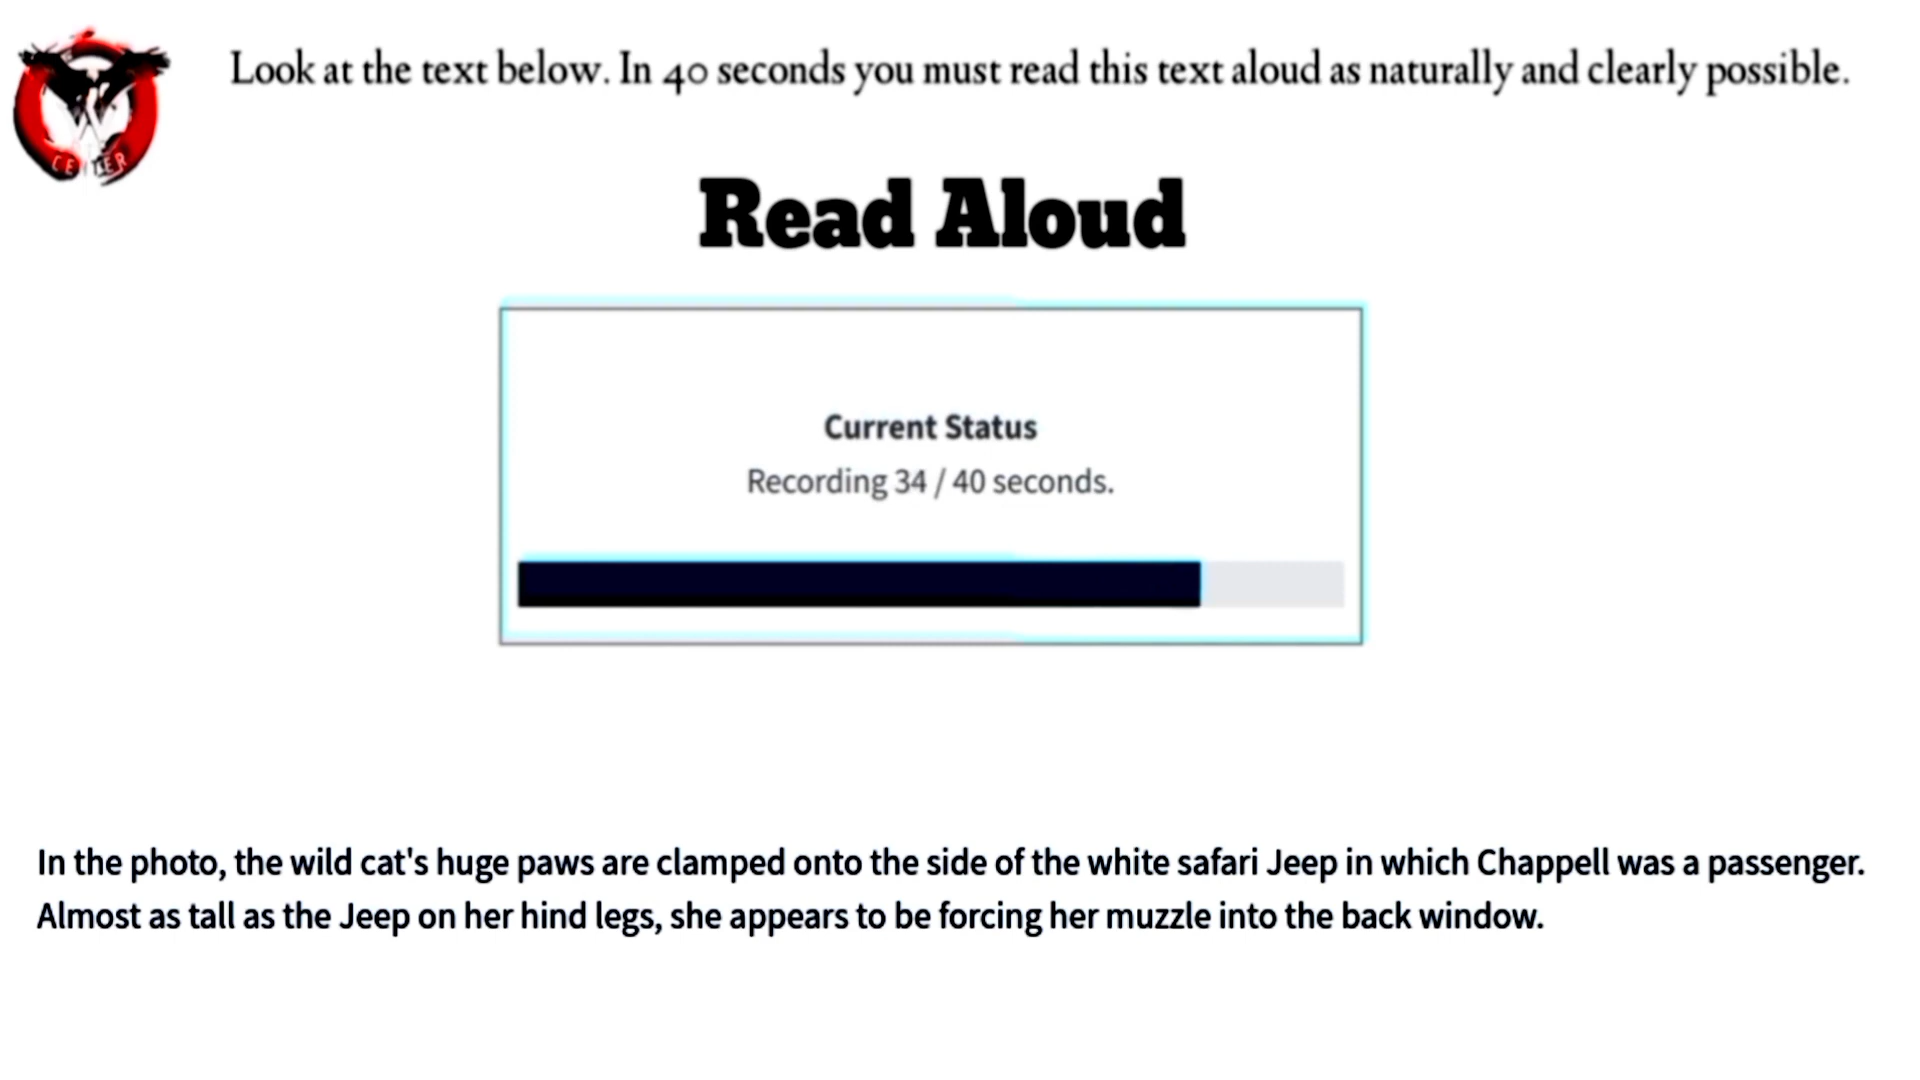 Look at the text below. In 40 seconds you must read this text aloud as naturally and clearly possible.
W
CENTER
Read Aloud
Current Status
Recording 34 / 40 seconds.
In the photo, the wild cat's huge paws are clamped onto the side of the white safari Jeep in which Chappell was a passenger.
Almost as tall as the Jeep on her hind legs, she appears to be forcing her muzzle into the back window.